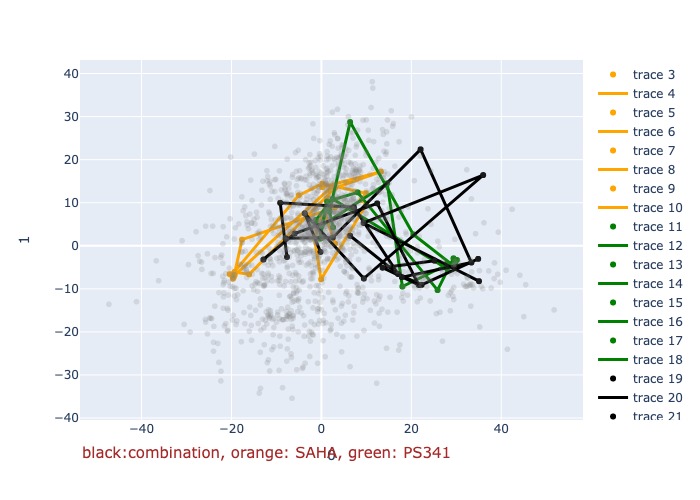 40
30
20
10
0
−10
−20
−30
−40
1
−40
−20
0
20
40
0
black:combination, orange: SAHA, green: PS341
trace 3
trace 4
trace 5
trace 6
trace 7
trace 8
trace 9
trace 10
trace 11
trace 12
trace 13
trace 14
trace 15
trace 16
trace 17
trace 18
trace 19
trace 20
trace 21